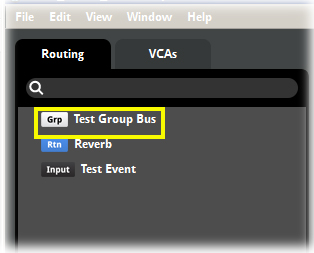 File Edit View Window Help
Routing VCAs
Grp Test Group Bus
Rtn Reverb
Input Test Event